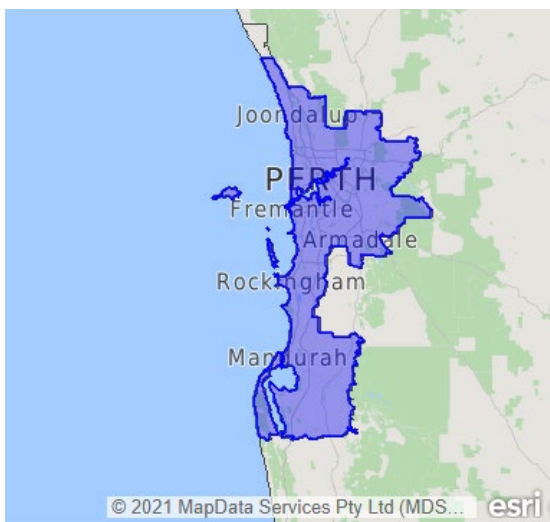 Joondalup
PERTH
Fremantle
Armadale
Rockingham
Mandurah
© 2021 MapData Services Pty Ltd (MDS...
esri